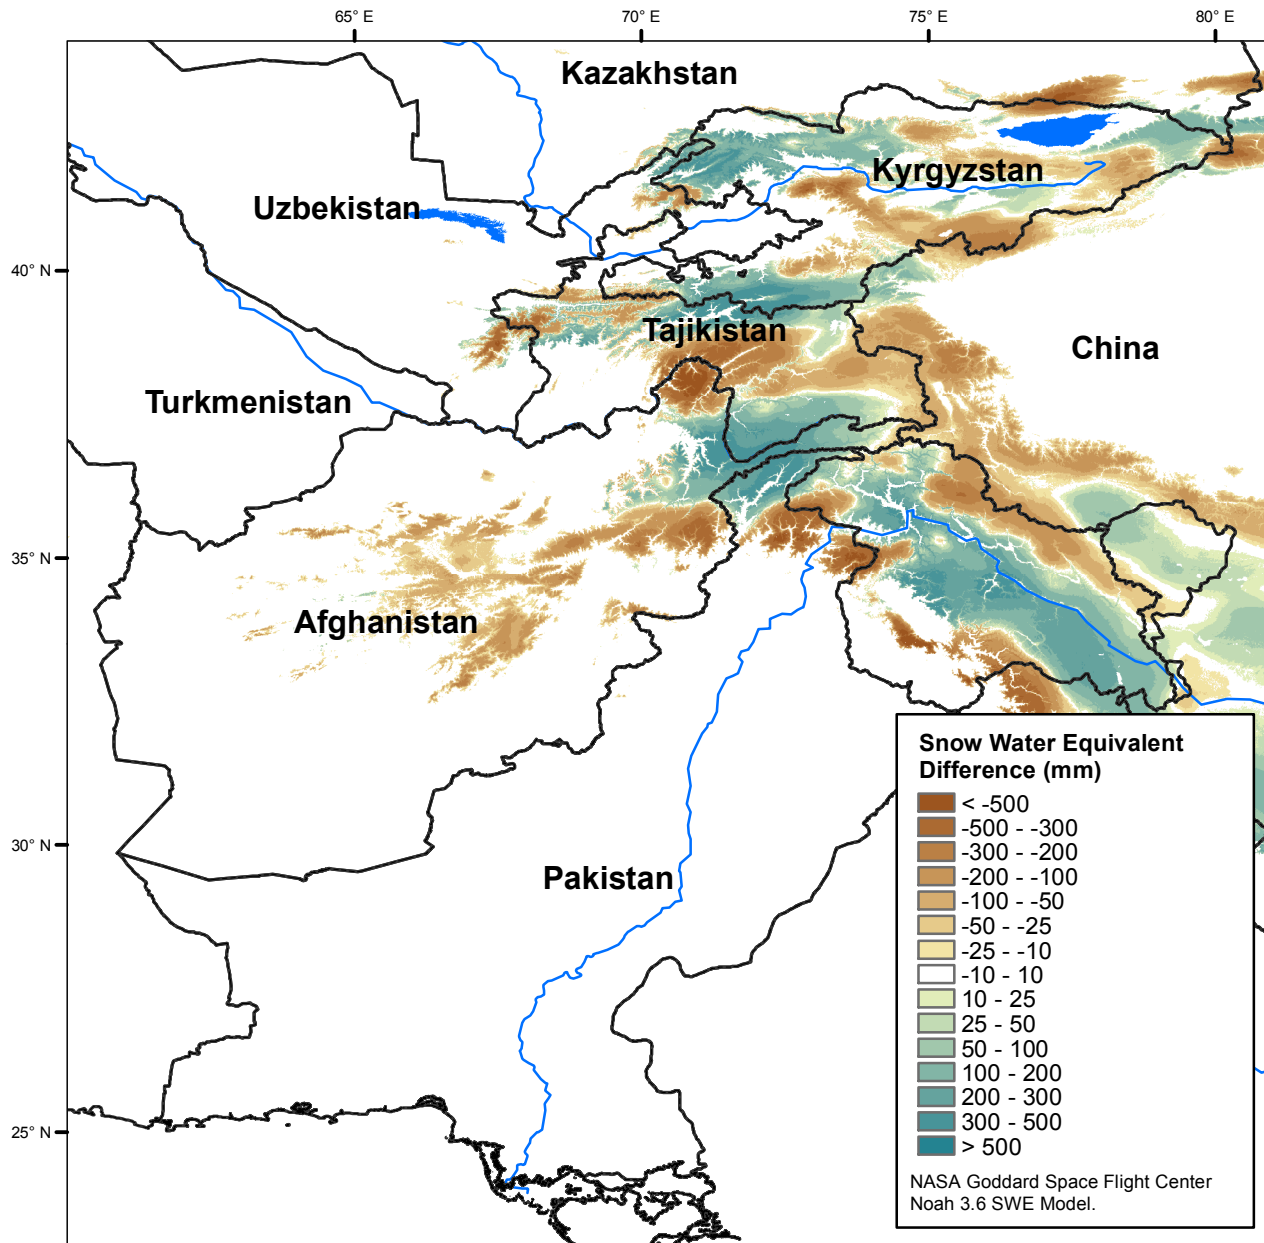 65° E
70° E
75° E
80° E
Kazakhstan
Kyrgyzstan
Uzbekistan
40° N
Tajikistan
China
Turkmenistan
35° N
Afghanistan
Snow Water Equivalent
Difference (mm)
< -500
-500 - -300
-300 - -200
-200 - -100
-100 - -50
-50 - -25
-25 - -10
-10 - 10
10 - 25
25 - 50
50 - 100
100 - 200
200 - 300
300 - 500
> 500
30° N
Pakistan
25° N
NASA Goddard Space Flight Center
Noah 3.6 SWE Model.